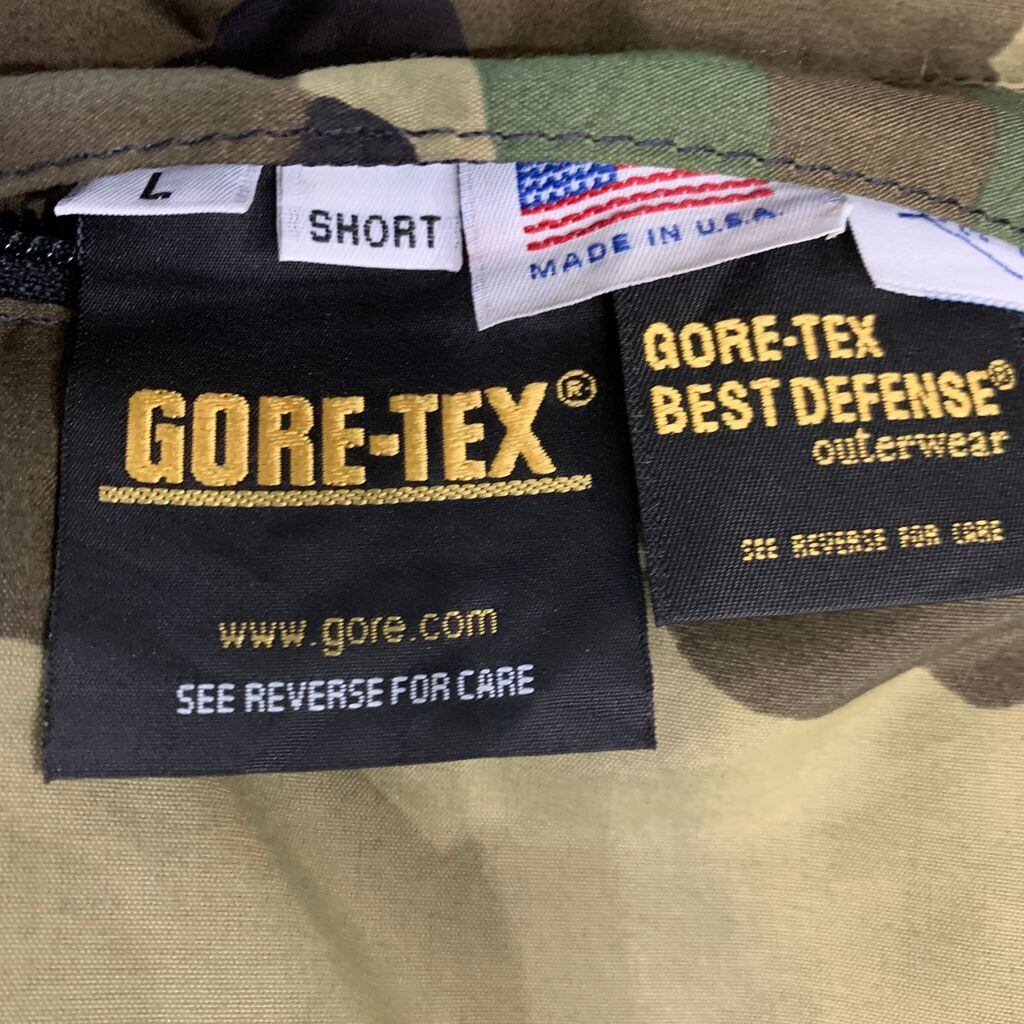 L
SHORT
MADE IN U.S.A.
GORE-TEX®
www.gore.com
SEE REVERSE FOR CARE
GORE-TEX
BEST DEFENSE®
outerwear
SEE REVERSE FOR CARE